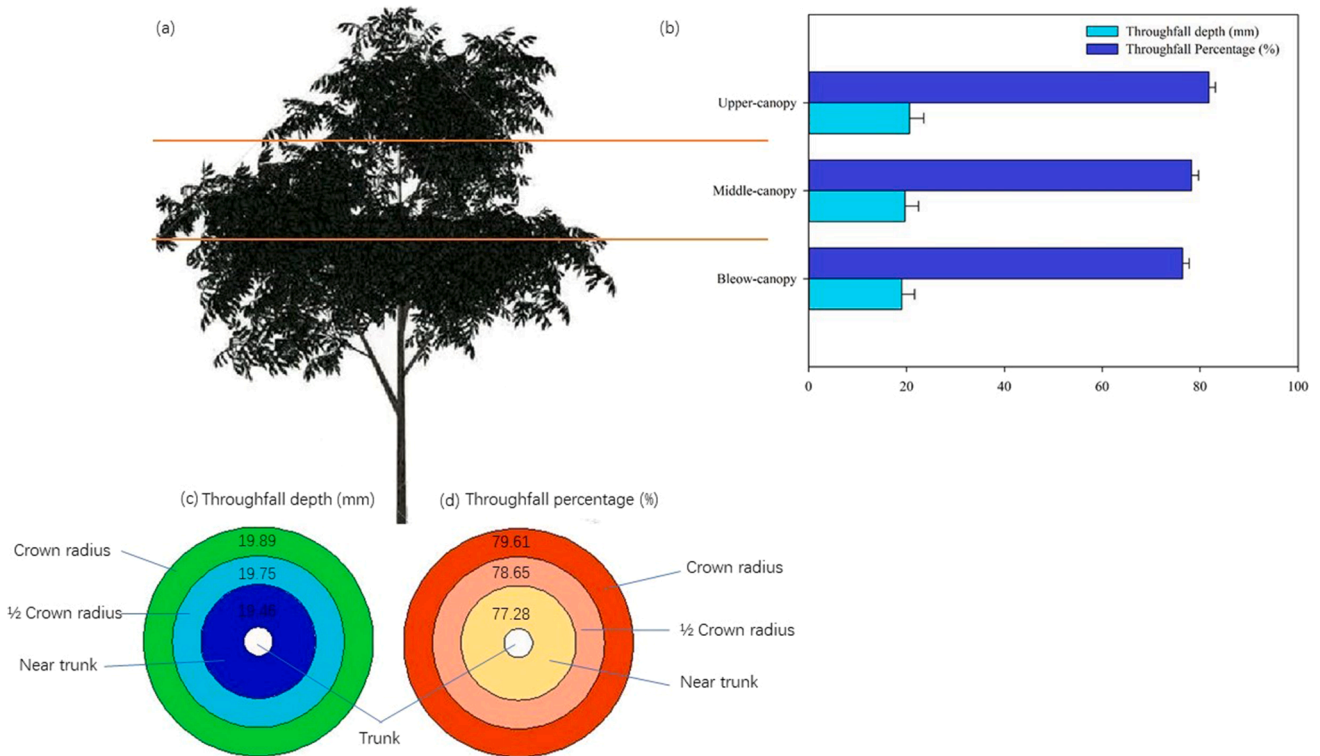 (a)
(b)
Throughfall depth (mm)
Throughfall Percentage (%)
Upper-canopy
Middle-canopy
Bleow-canopy
0 20 40 60 80 100
(c) Throughfall depth (mm)
(d) Throughfall percentage (%)
Crown radius
½ Crown radius
Near trunk
19.89
19.75
19.46
79.61
78.65
77.28
Crown radius
½ Crown radius
Near trunk
Trunk